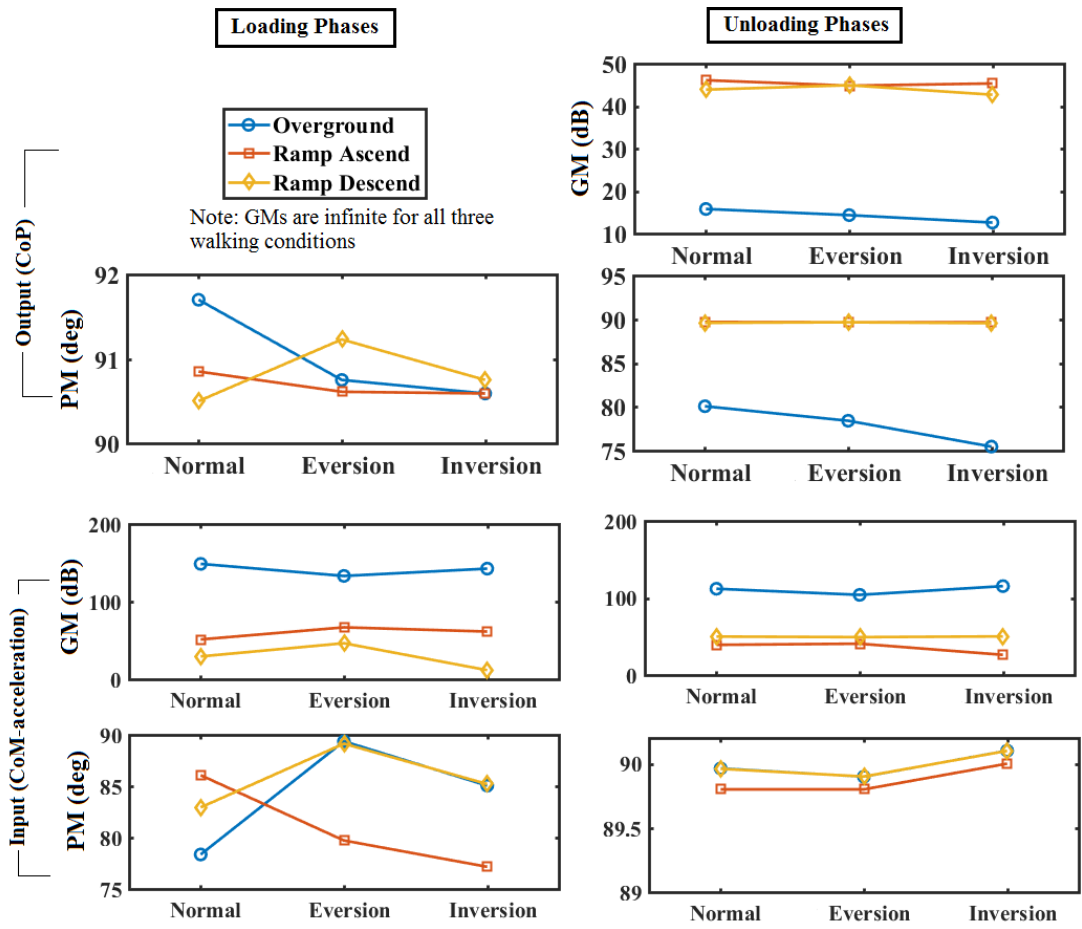 Loading Phases
Unloading Phases
Overground
Ramp Ascend
Ramp Descend
Note: GMs are infinite for all three
walking conditions
Output (CoP)
GM (dB)
50
40
30
20
10
Normal Eversion Inversion
PM (deg)
92
91
90
Normal Eversion Inversion
95
90
85
80
75
Normal Eversion Inversion
Input (CoM-acceleration)
GM (dB)
200
100
0
Normal Eversion Inversion
200
100
0
Normal Eversion Inversion
PM (deg)
90
85
80
75
Normal Eversion Inversion
90
89.5
89
Normal Eversion Inversion